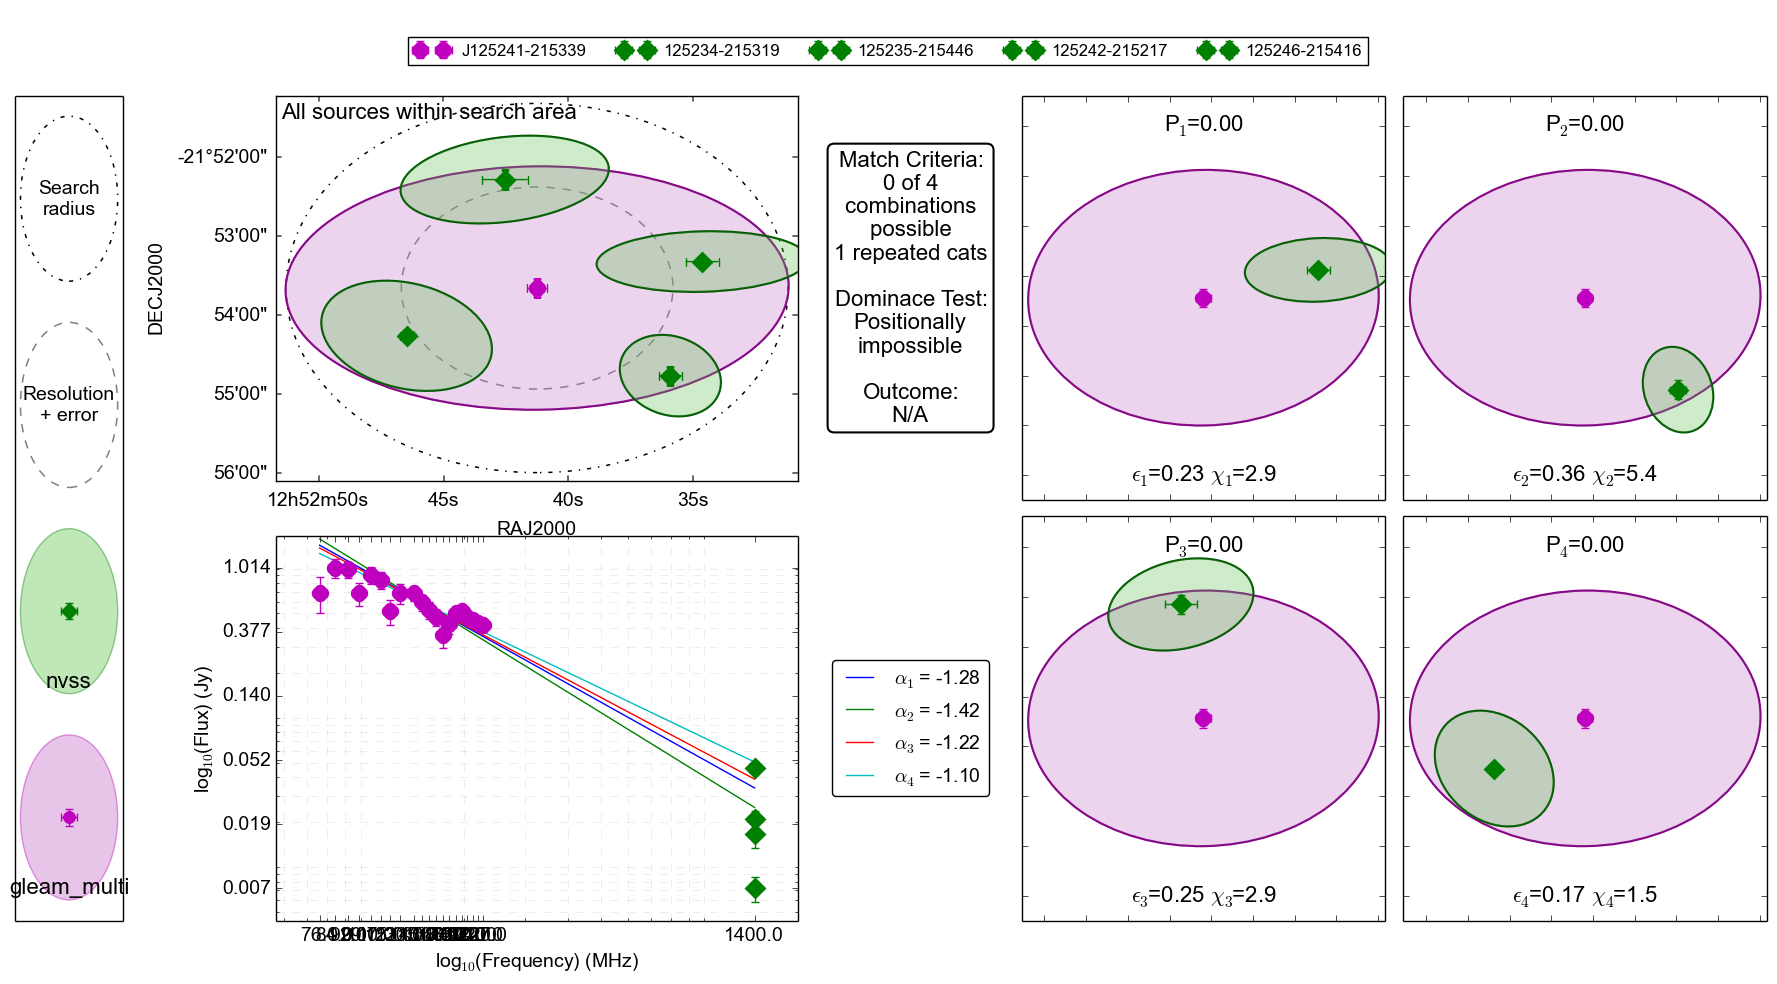 J125241-215339 125234-215319 125235-215446 125242-215217 125246-215416
Search
radius
Resolution
+ error
nvss
gleam_multi
All sources within search area
-21°52'00"
53'00"
54'00"
55'00"
56'00"
DECJ2000
12h52m50s 45s 40s 35s
RAJ2000
Match Criteria:
0 of 4
combinations
possible
1 repeated cats
Dominace Test:
Positionally
impossible
Outcome:
N/A
P1=0.00
ϵ1=0.23 χ1=2.9
P2=0.00
ϵ2=0.36 χ2=5.4
P3=0.00
ϵ3=0.25 χ3=2.9
P4=0.00
ϵ4=0.17 χ4=1.5
1.014
0.377
0.140
0.052
0.019
0.007
log10(Flux) (Jy)
1400.0
log10(Frequency) (MHz)
α1 = -1.28
α2 = -1.42
α3 = -1.22
α4 = -1.10